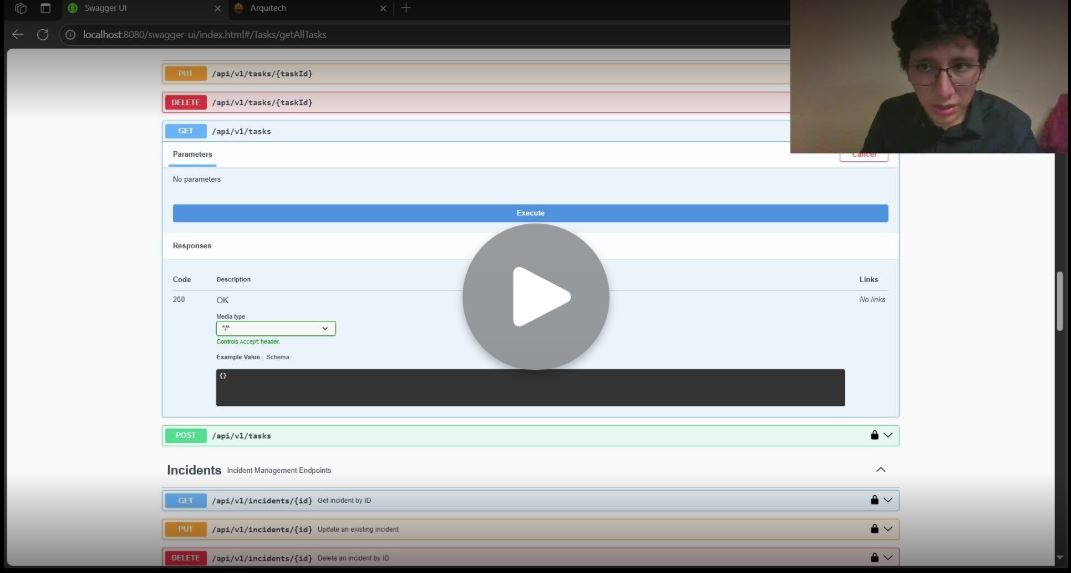 Swagger UI
Arquitech
localhost:8080/swagger-ui/index.html#/Tasks/getAllTasks
PUT /api/v1/tasks/{taskId}
DELETE /api/v1/tasks/{taskId}
GET /api/v1/tasks
Parameters
Cancel
No parameters
Execute
Responses
Code Description Links
200 OK No links
Media type
*/*
Controls Accept header.
Example Value | Schema
{}
POST /api/v1/tasks
Incidents Incident Management Endpoints
GET /api/v1/incidents/{id} Get incident by ID
PUT /api/v1/incidents/{id} Update an existing incident
DELETE /api/v1/incidents/{id} Delete an incident by ID